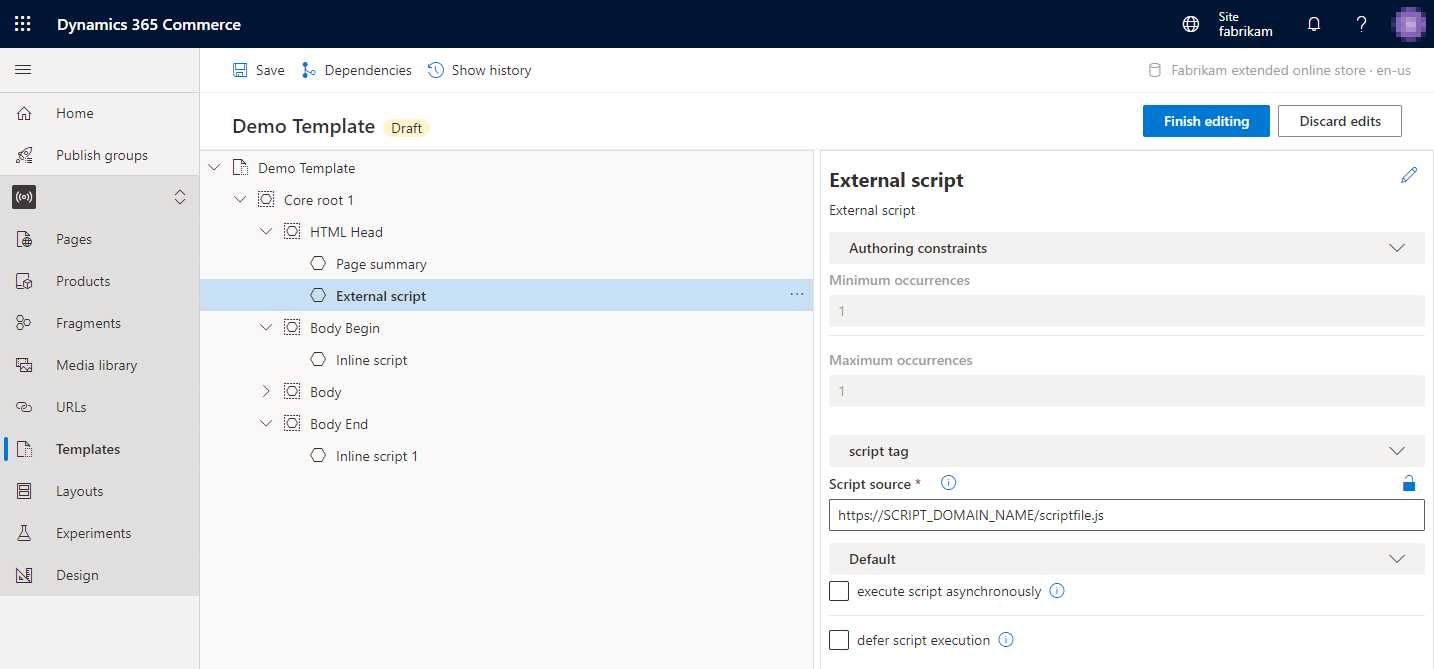 Dynamics 365 Commerce
Site
fabrikam
?
Save
Dependencies
Show history
Fabrikam extended online store · en-us
Home
Publish groups
Pages
Products
Fragments
Media library
URLs
Templates
Layouts
Experiments
Design
Demo Template
Draft
Finish editing
Discard edits
Demo Template
Core root 1
HTML Head
Page summary
External script
...
Body Begin
Inline script
Body
Body End
Inline script 1
External script
External script
Authoring constraints
Minimum occurrences
1
Maximum occurrences
1
script tag
Script source *
https://SCRIPT_DOMAIN_NAME/scriptfile.js
Default
execute script asynchronously
defer script execution